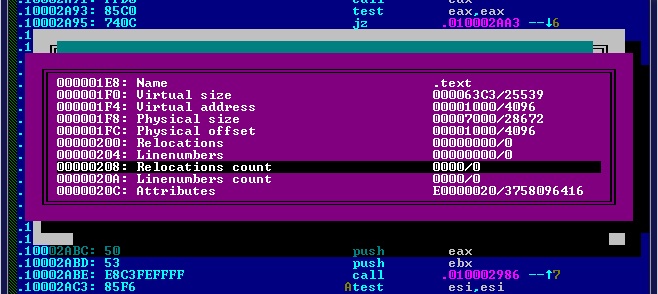 .10002A93: 85C0 test eax,eax
.10002A95: 740C jz .010002AA3 --↓6
000001E8: Name .text
000001F0: Virtual size 000063C3/25539
000001F4: Virtual address 00001000/4096
000001F8: Physical size 00007000/28672
000001FC: Physical offset 00001000/4096
00000200: Relocations 00000000/0
00000204: Linenumbers 00000000/0
00000208: Relocations count 0000/0
0000020A: Linenumbers count 0000/0
0000020C: Attributes E0000020/3758096416
.10002ABC: 50 push eax
.10002ABD: 53 push ebx
.10002ABE: E8C3FEFFFF call .010002986 --↑7
.10002AC3: 85F6 Atest esi,esi